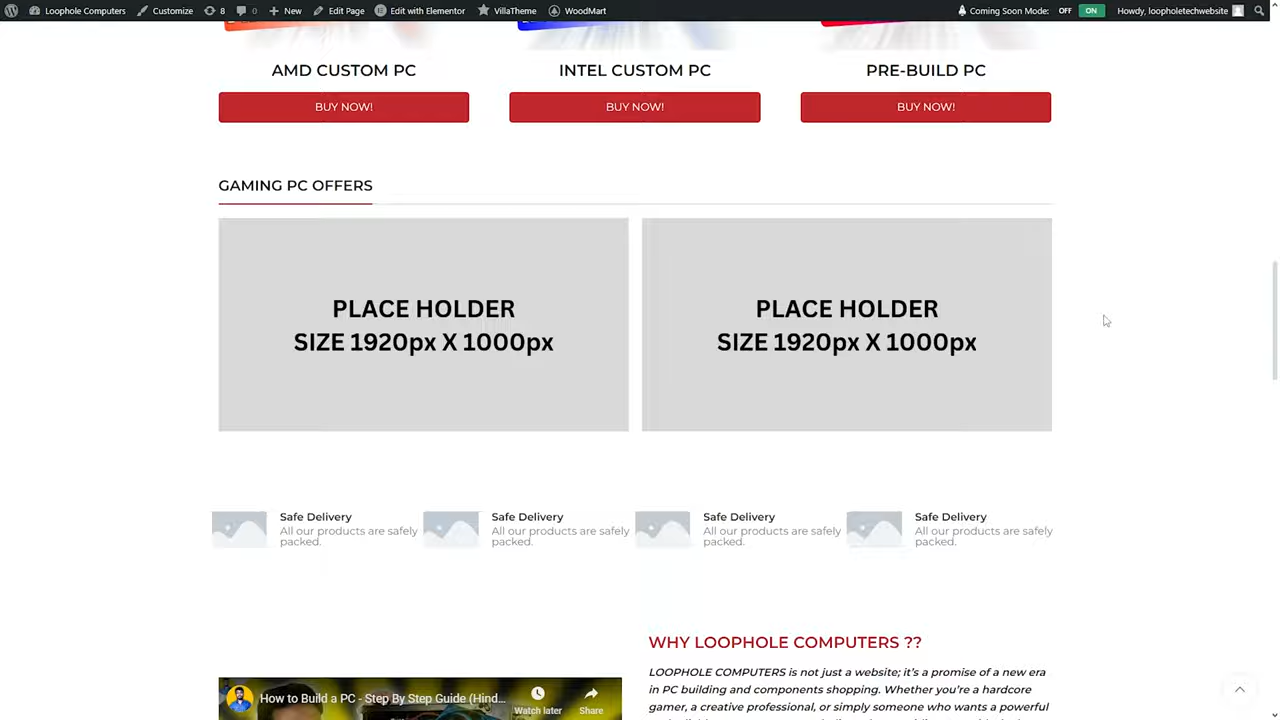 Loophole Computers Customize 8 0 New Edit Page Edit with Elementor VillaTheme WoodMart Coming Soon Mode: OFF ON Howdy, loopholetechwebsite
AMD CUSTOM PC INTEL CUSTOM PC PRE-BUILD PC
BUY NOW! BUY NOW! BUY NOW!
GAMING PC OFFERS
PLACE HOLDER
SIZE 1920px X 1000px
PLACE HOLDER
SIZE 1920px X 1000px
Safe Delivery
All our products are safely
packed.
Safe Delivery
All our products are safely
packed.
Safe Delivery
All our products are safely
packed.
Safe Delivery
All our products are safely
packed.
How to Build a PC - Step By Step Guide (Hind...
Watch later Share
WHY LOOPHOLE COMPUTERS ??
LOOPHOLE COMPUTERS is not just a website; it's a promise of a new era
in PC building and components shopping. Whether you're a hardcore
gamer, a creative professional, or simply someone who wants a powerful